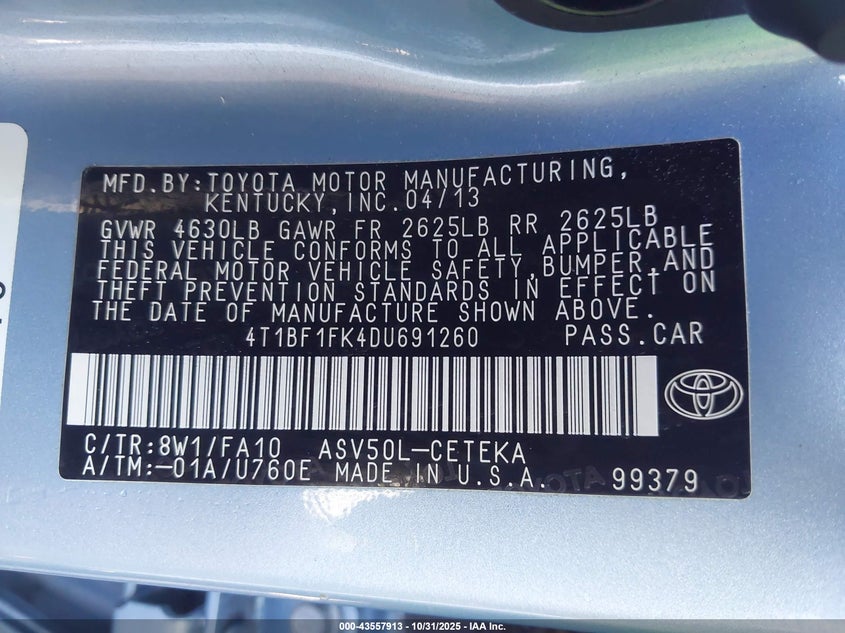 MFD.BY:TOYOTA MOTOR MANUFACTURING,
KENTUCKY,INC.04/13
GVWR 4630LB GAWR FR 2625LB RR 2625LB
THIS VEHICLE CONFORMS TO ALL APPLICABLE
FEDERAL MOTOR VEHICLE SAFETY,BUMPER,AND
THEFT PREVENTION STANDARDS IN EFFECT ON
THE DATE OF MANUFACTURE SHOWN ABOVE.
4T1BF1FK4DU691260 PASS.CAR
C/TR:8W1/FA10 ASV50L-CETEKA
A/TM:-01A/U760E MADE IN U.S.A. 99379
000-43557913 - 10/31/2025 - IAA Inc.